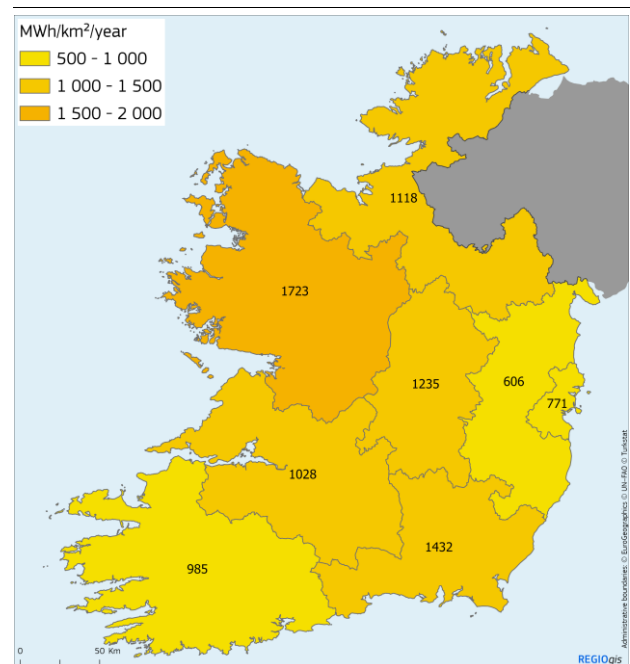 MWh/km²/year
500 - 1 000
1 000 - 1 500
1 500 - 2 000
1118
1723
1235
606
771
1028
1432
985
0 50 Km
REGIOgis
Administrative boundaries: © EuroGeographics © UN-FAO © Turkstat